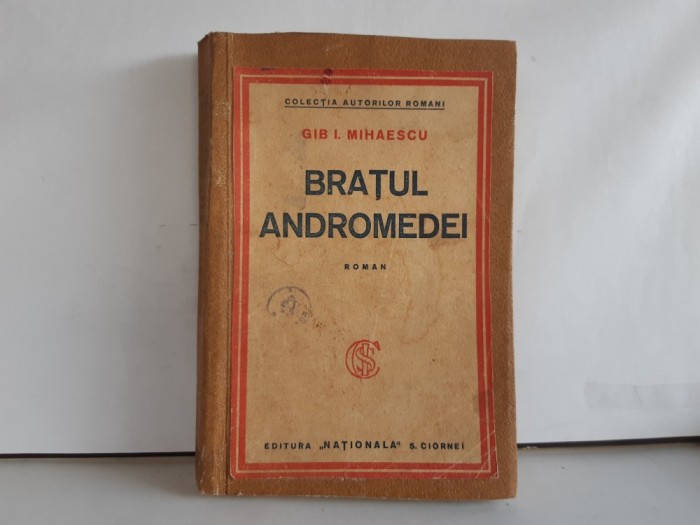 COLECȚIA AUTORILOR ROMANI
GIB I. MIHAESCU
BRAȚUL
ANDROMEDEI
ROMAN
EDITURA „NAȚIONALA“ S. CIORNEI